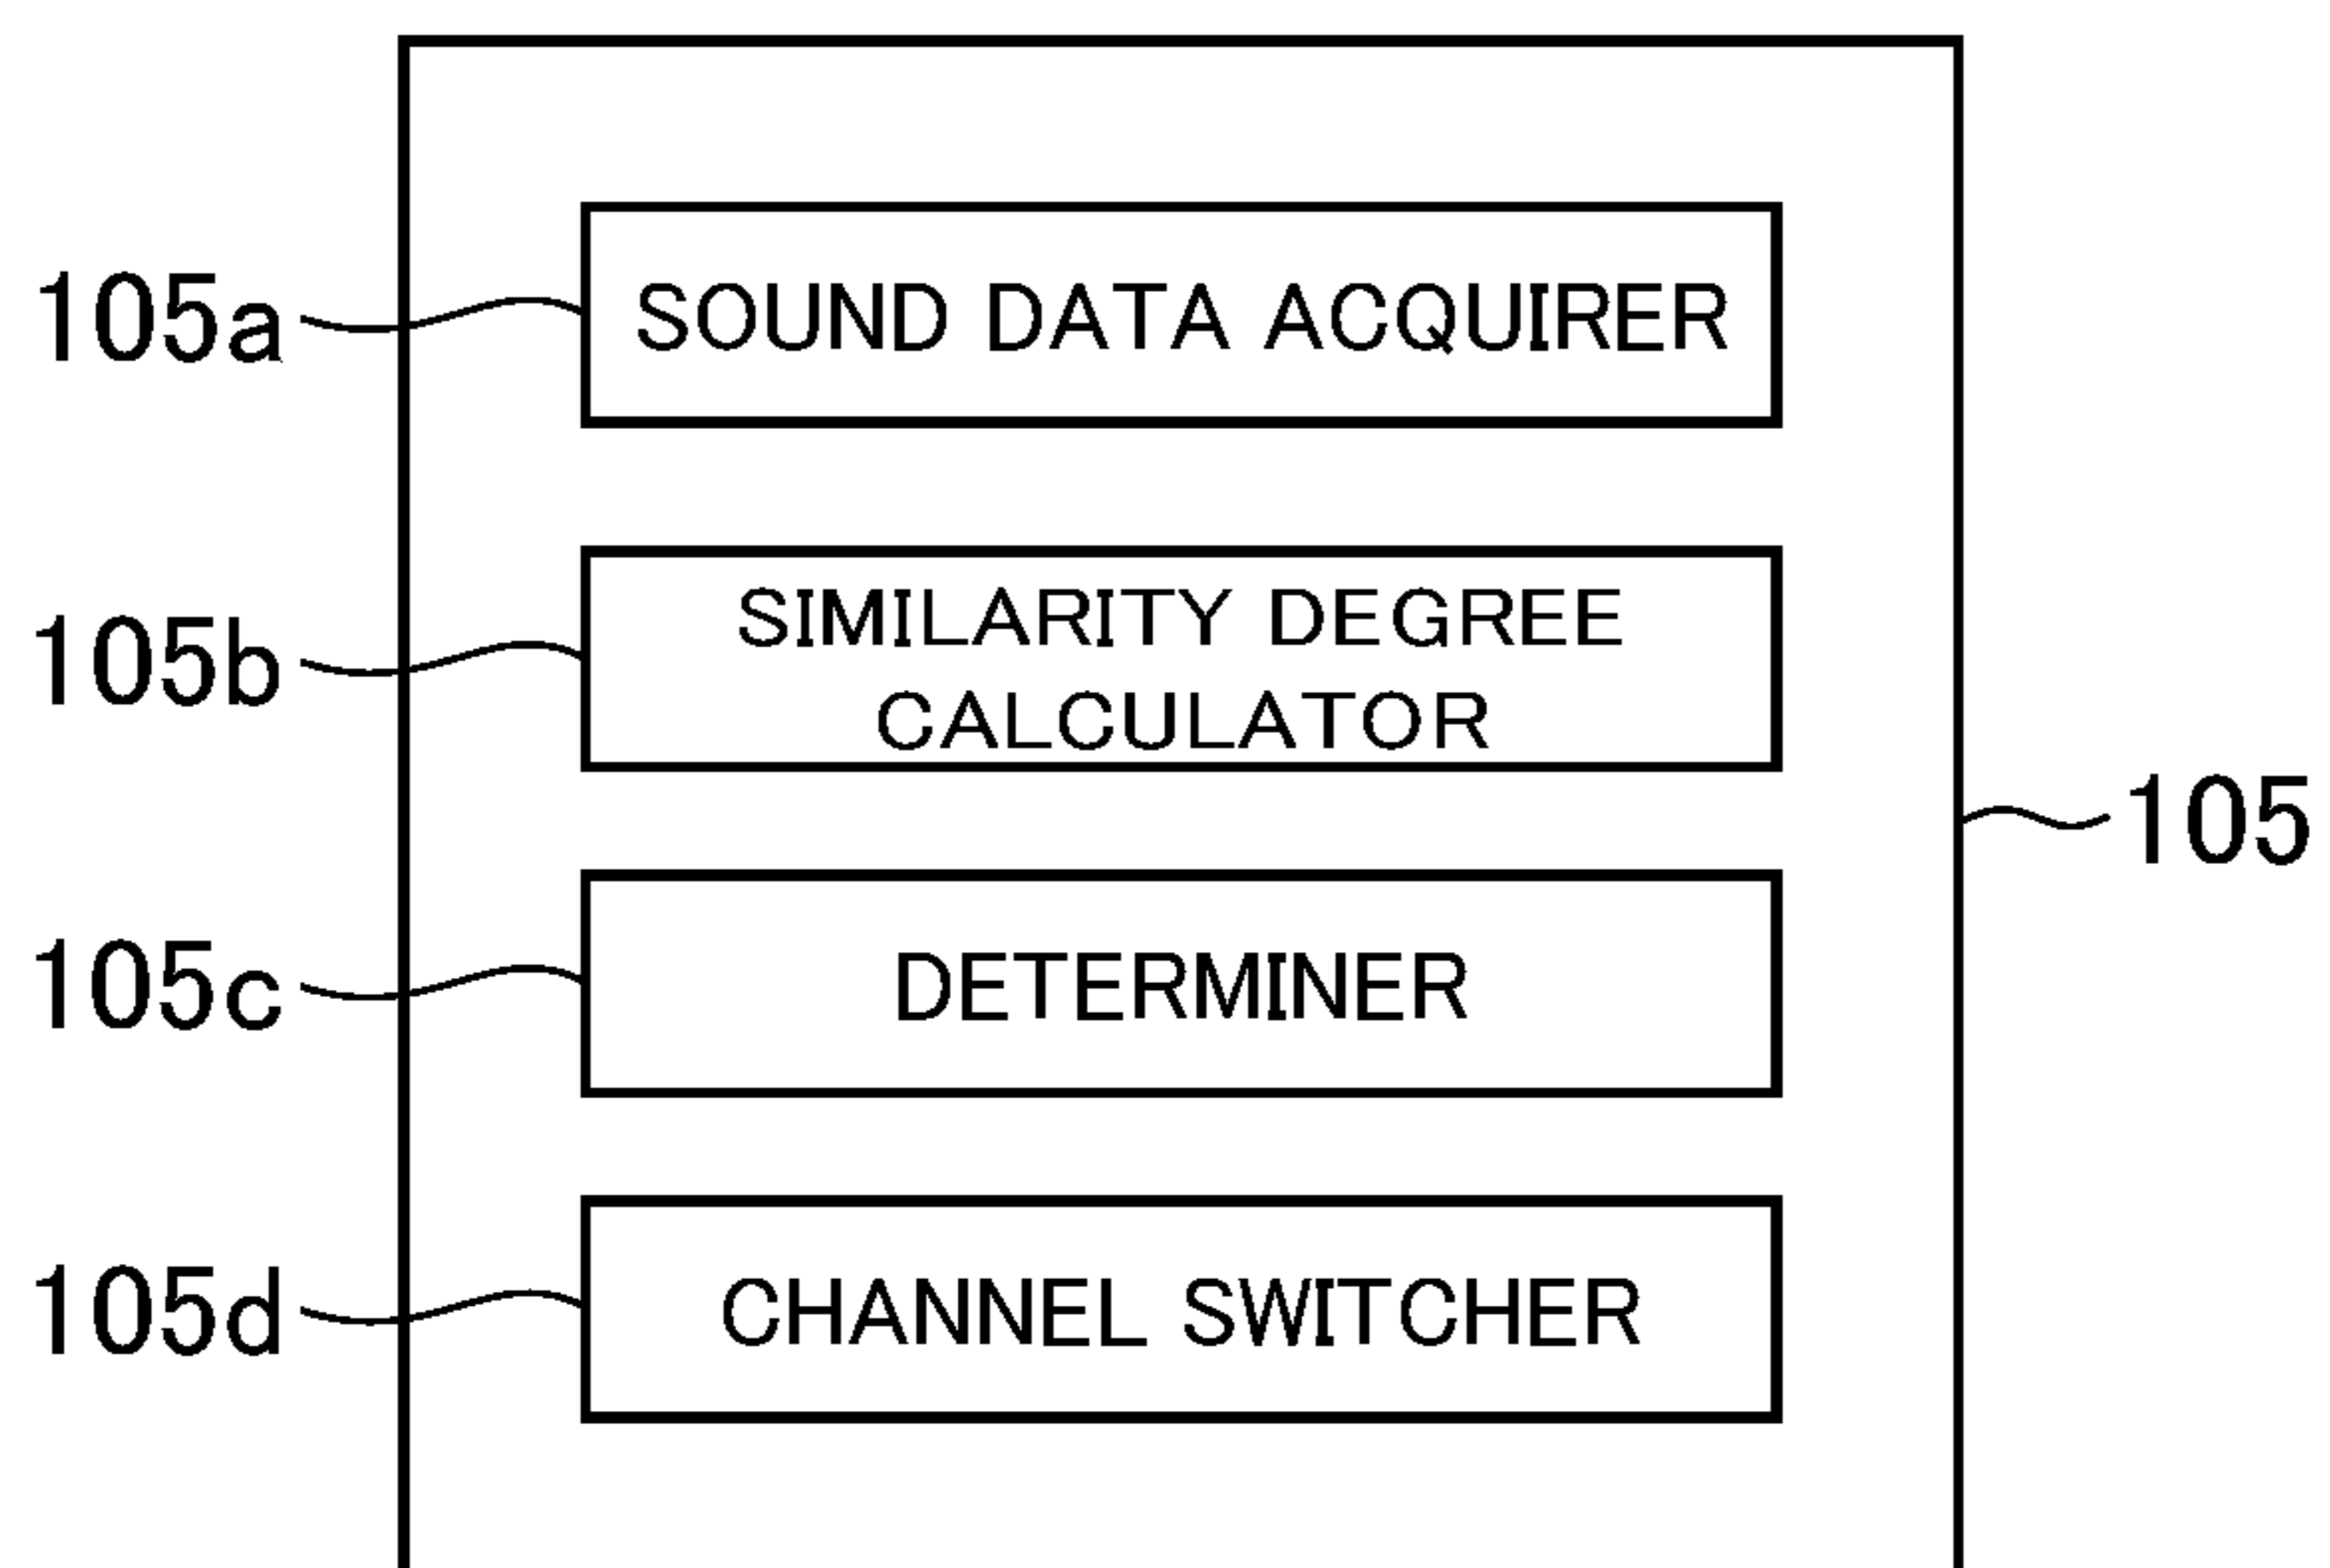 105a
SOUND DATA ACQUIRER
105b
SIMILARITY DEGREE
CALCULATOR
105
105c
DETERMINER
105d
CHANNEL SWITCHER